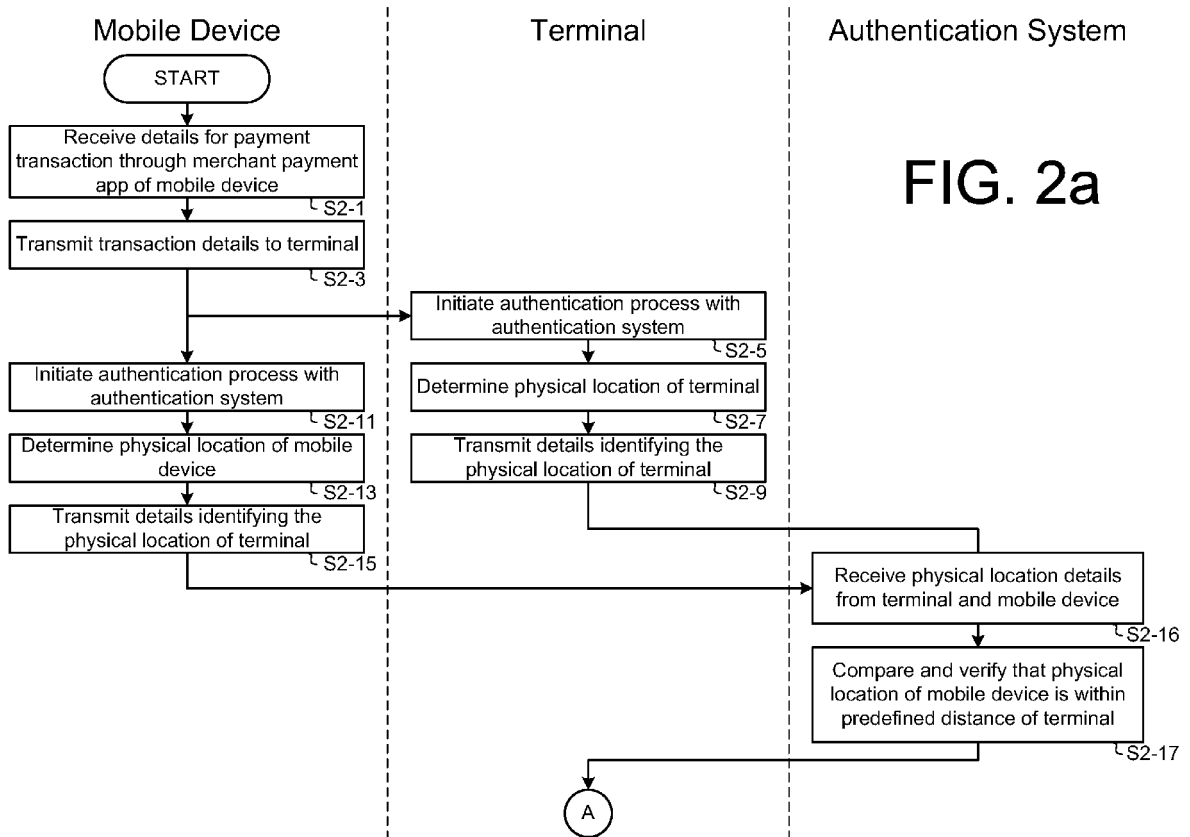 Mobile Device
Terminal
Authentication System
START
FIG. 2a
Receive details for payment
transaction through merchant payment
app of mobile device
S2-1
Transmit transaction details to terminal
S2-3
Initiate authentication process with
authentication system
S2-5
Determine physical location of terminal
S2-7
Transmit details identifying the
physical location of terminal
S2-9
Initiate authentication process with
authentication system
S2-11
Determine physical location of mobile
device
S2-13
Transmit details identifying the
physical location of terminal
S2-15
Receive physical location details
from terminal and mobile device
S2-16
Compare and verify that physical
location of mobile device is within
predefined distance of terminal
S2-17
A